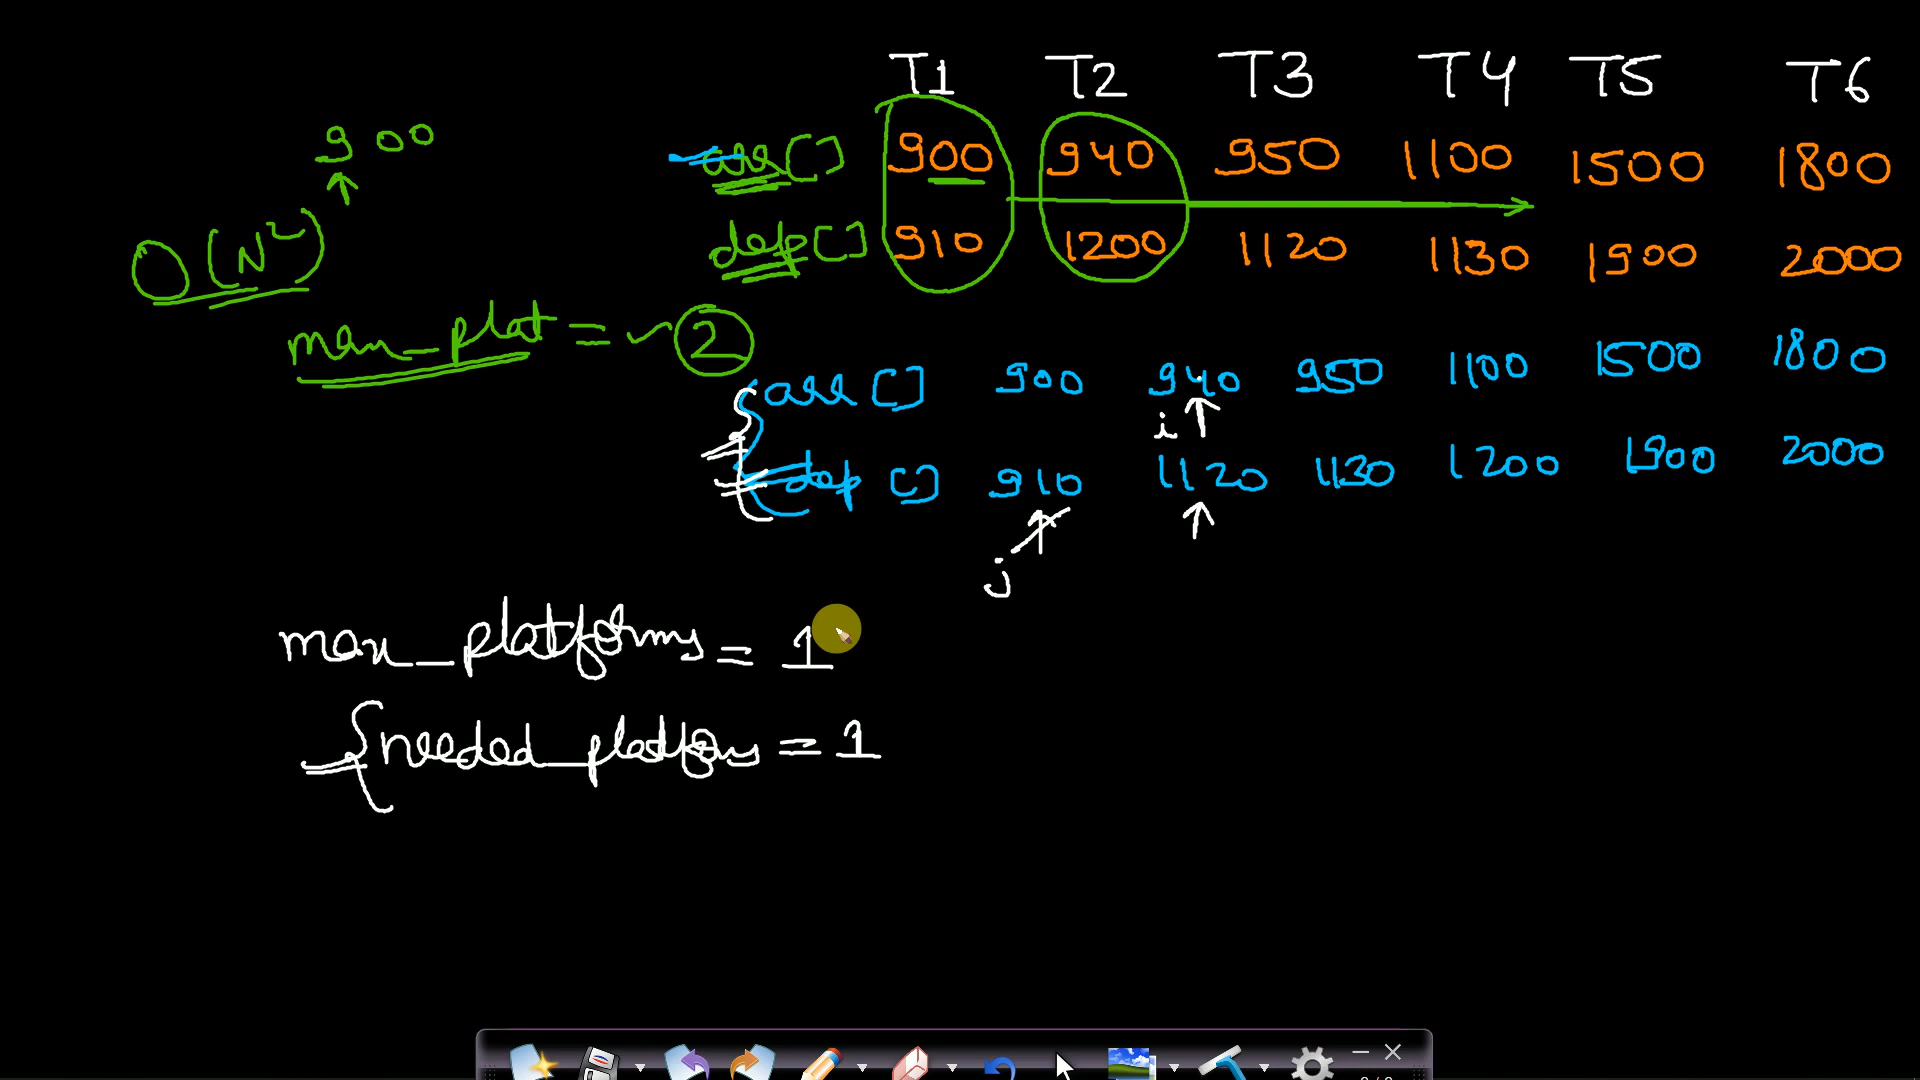 T1 T2 T3 T4 T5 T6
900
arr[] 900 940 950 1100 1500 1800
O(N²)
dep[] 910 1200 1120 1130 1900 2000
max_plat = 2
arr[] 900 940 950 1100 1500 1800
i
dep[] 910 1120 1130 1200 1900 2000
j
max_platforms = 1
needed_platforms = 1